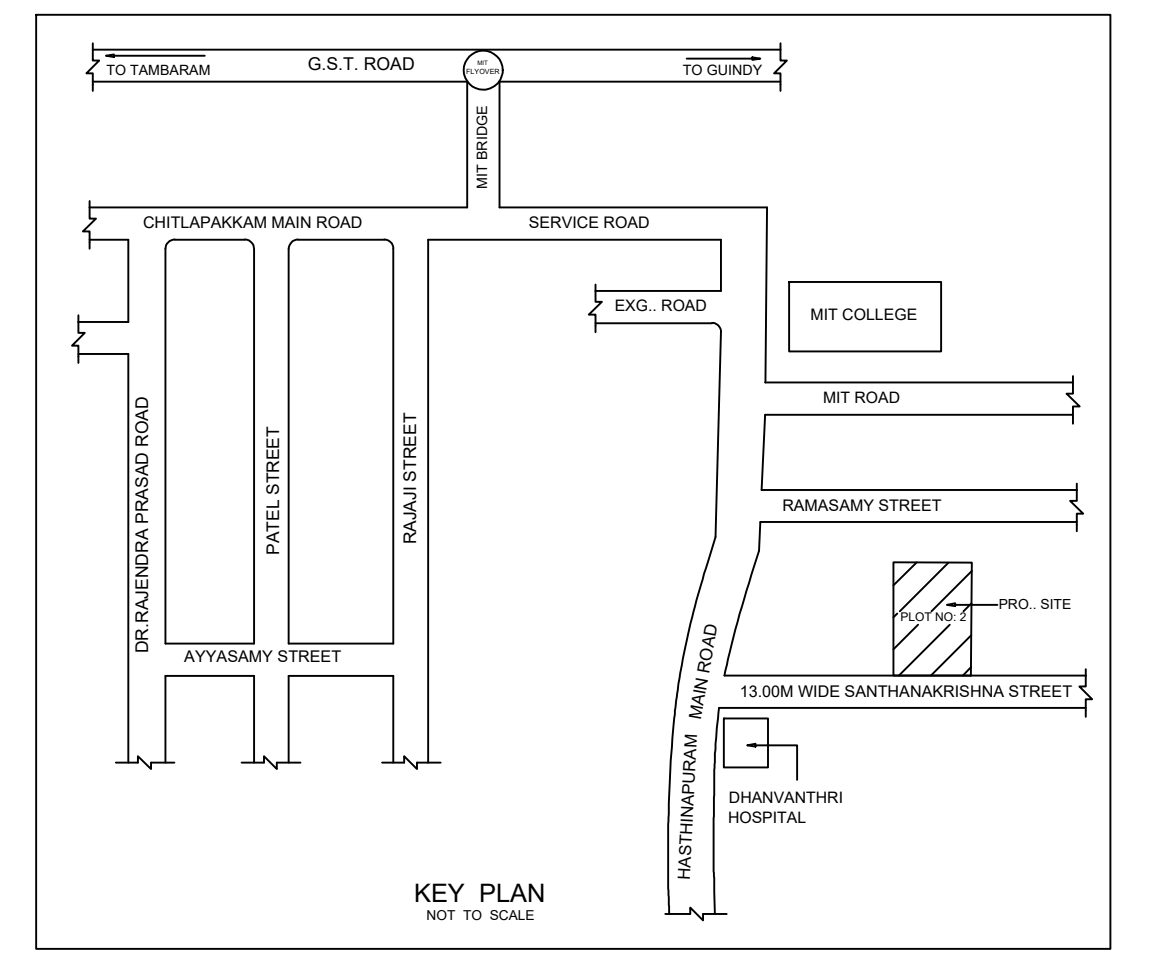 G.S.T. ROAD
MIT
FLYOVER
TO TAMBARAM
TO GUINDY
MIT BRIDGE
CHITLAPAKKAM MAIN ROAD
SERVICE ROAD
EXG.. ROAD
MIT COLLEGE
MIT ROAD
DR.RAJENDRA PRASAD ROAD
PATEL STREET
RAJAJI STREET
RAMASAMY STREET
PRO.. SITE
PLOT NO: 2
AYYASAMY STREET
HASTHINAPURAM MAIN ROAD
13.00M WIDE SANTHANAKRISHNA STREET
DHANVANTHRI
HOSPITAL
KEY PLAN
NOT TO SCALE